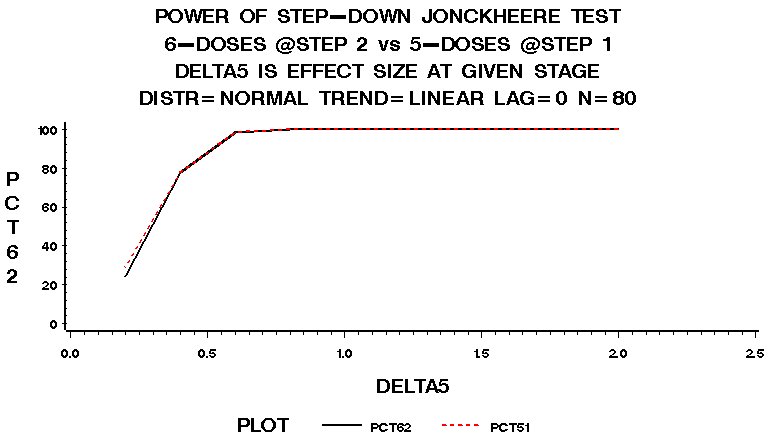 POWER OF STEP-DOWN JONCKHEERE TEST
6-DOSES @STEP 2 vs 5-DOSES @STEP 1
DELTA5 IS EFFECT SIZE AT GIVEN STAGE
DISTR=NORMAL TREND=LINEAR LAG=0 N=80
PCT62
100
80
60
40
20
0
0.0 0.5 1.0 1.5 2.0 2.5
DELTA5
PLOT PCT62 PCT51